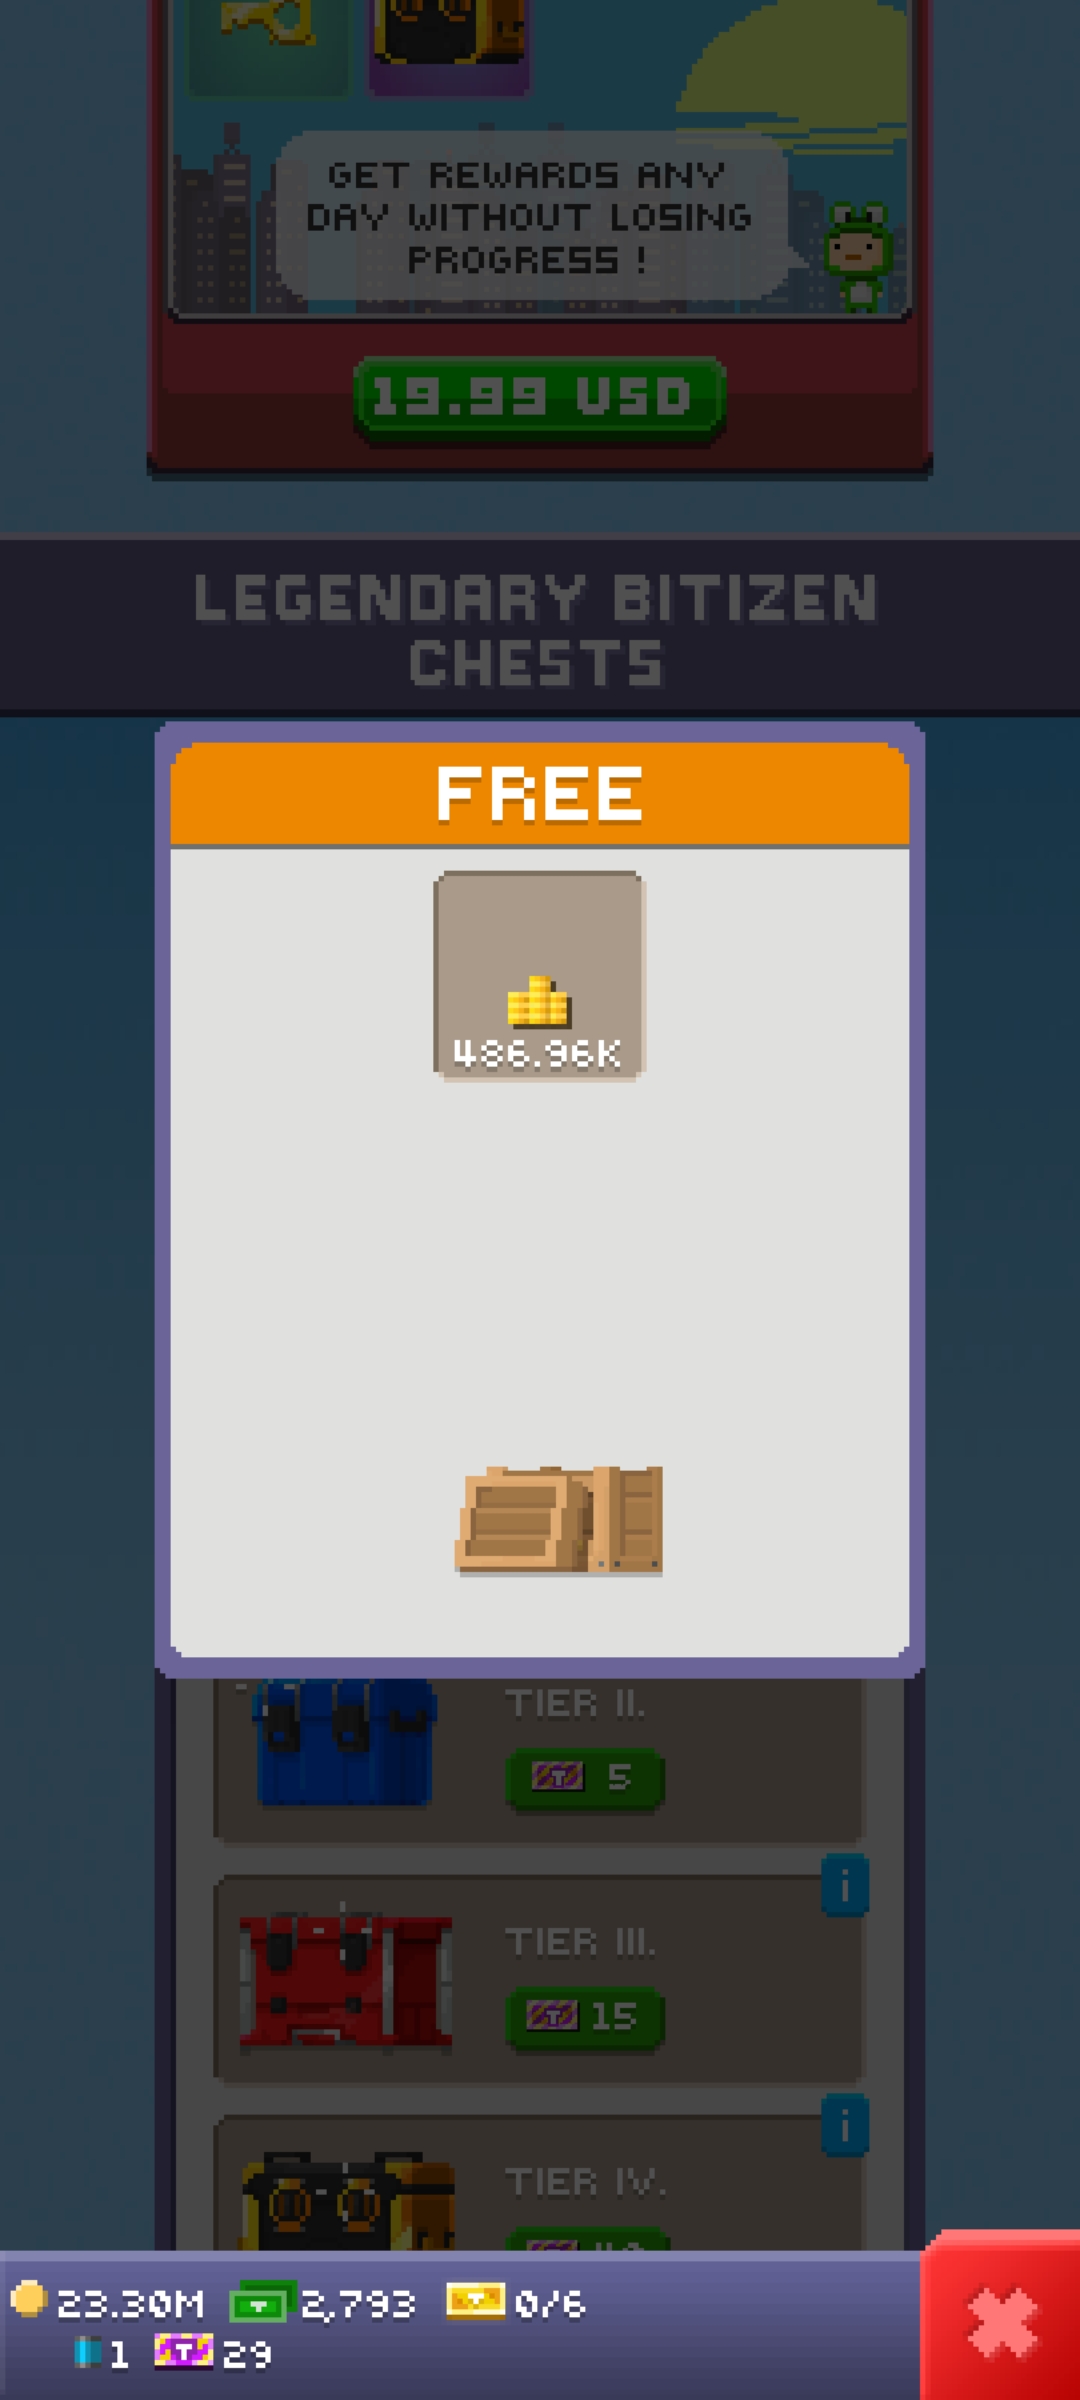 GET REWARDS ANY
DAY WITHOUT LOSING
PROGRESS !
19.99 USD
LEGENDARY BITIZEN
CHESTS
FREE
486.96K
TIER II.
T 5
i
TIER III.
T 15
i
TIER IV.
23.30M 2,793 0/6
1 T 29